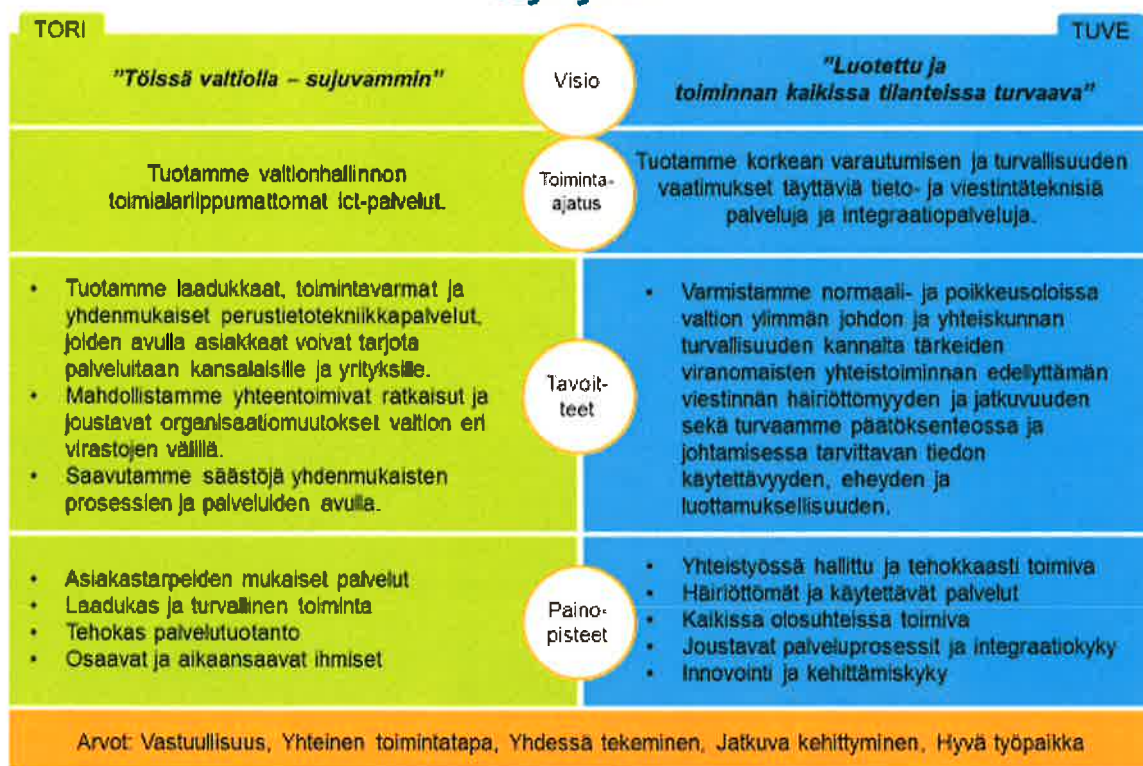 TORI
TUVE
"Töissä valtiolla – sujuvammin"
Visio
"Luotettu ja
toiminnan kaikissa tilanteissa turvaava"
Tuotamme valtionhallinnon
toimialariippumattomat ict-palvelut.
Toiminta-
ajatus
Tuotamme korkean varautumisen ja turvallisuuden
vaatimukset täyttäviä tieto- ja viestintäteknisiä
palveluja ja integraatiopalveluja.
• Tuotamme laadukkaat, toimintavarmat ja
yhdenmukaiset perustietotekniikkapalvelut,
joiden avulla asiakkaat voivat tarjota
palveluitaan kansalaisille ja yrityksille.
• Mahdollistamme yhteentoimivat ratkaisut ja
joustavat organisaatiomuutokset valtion eri
virastojen välillä.
• Saavutamme säästöjä yhdenmukaisten
prosessien ja palveluiden avulla.
Tavoit-
teet
• Varmistamme normaali- ja poikkeusoloissa
valtion ylimmän johdon ja yhteiskunnan
turvallisuuden kannalta tärkeiden
viranomaisten yhteistoiminnan edellyttämän
viestinnän häiriöttömyyden ja jatkuvuuden
sekä turvaamme päätöksenteossa ja
johtamisessa tarvittavan tiedon
käytettävyyden, eheyden ja
luottamuksellisuuden.
• Asiakastarpeiden mukaiset palvelut
• Laadukas ja turvallinen toiminta
• Tehokas palvelutuotanto
• Osaavat ja aikaansaavat ihmiset
Paino-
pisteet
• Yhteistyössä hallittu ja tehokkaasti toimiva
• Häiriöttömät ja käytettävät palvelut
• Kaikissa olosuhteissa toimiva
• Joustavat palveluprosessit ja integraatiokyky
• Innovointi ja kehittämiskyky
Arvot: Vastuullisuus, Yhteinen toimintatapa, Yhdessä tekeminen, Jatkuva kehittyminen, Hyvä työpaikka